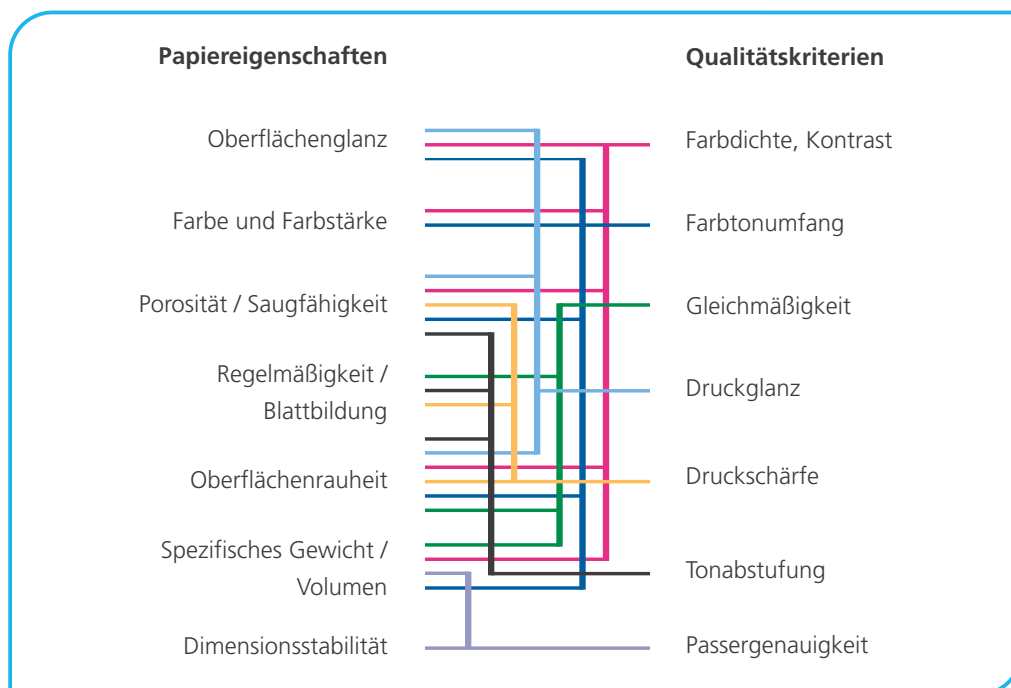 Papiereigenschaften
Qualitätskriterien
Oberflächenglanz
Farbdichte, Kontrast
Farbe und Farbstärke
Farbtonumfang
Porosität / Saugfähigkeit
Gleichmäßigkeit
Regelmäßigkeit /
Blattbildung
Druckglanz
Oberflächenrauheit
Druckschärfe
Spezifisches Gewicht /
Volumen
Tonabstufung
Dimensionsstabilität
Passergenauigkeit